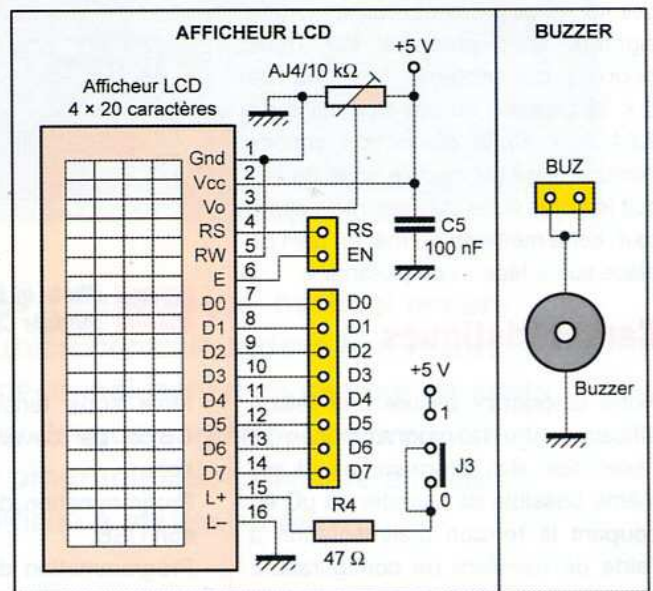 AFFICHEUR LCD
BUZZER
+5 V
AJ4/10 kΩ
Afficheur LCD
4 × 20 caractères
Gnd 1
Vcc 2
Vo 3
RS 4
RW 5
E 6
D0 7
D1 8
D2 9
D3 10
D4 11
D5 12
D6 13
D7 14
L+ 15
L– 16
RS
EN
D0
D1
D2
D3
D4
D5
D6
D7
C5
100 nF
+5 V
1
J3
0
R4
47 Ω
BUZ
Buzzer